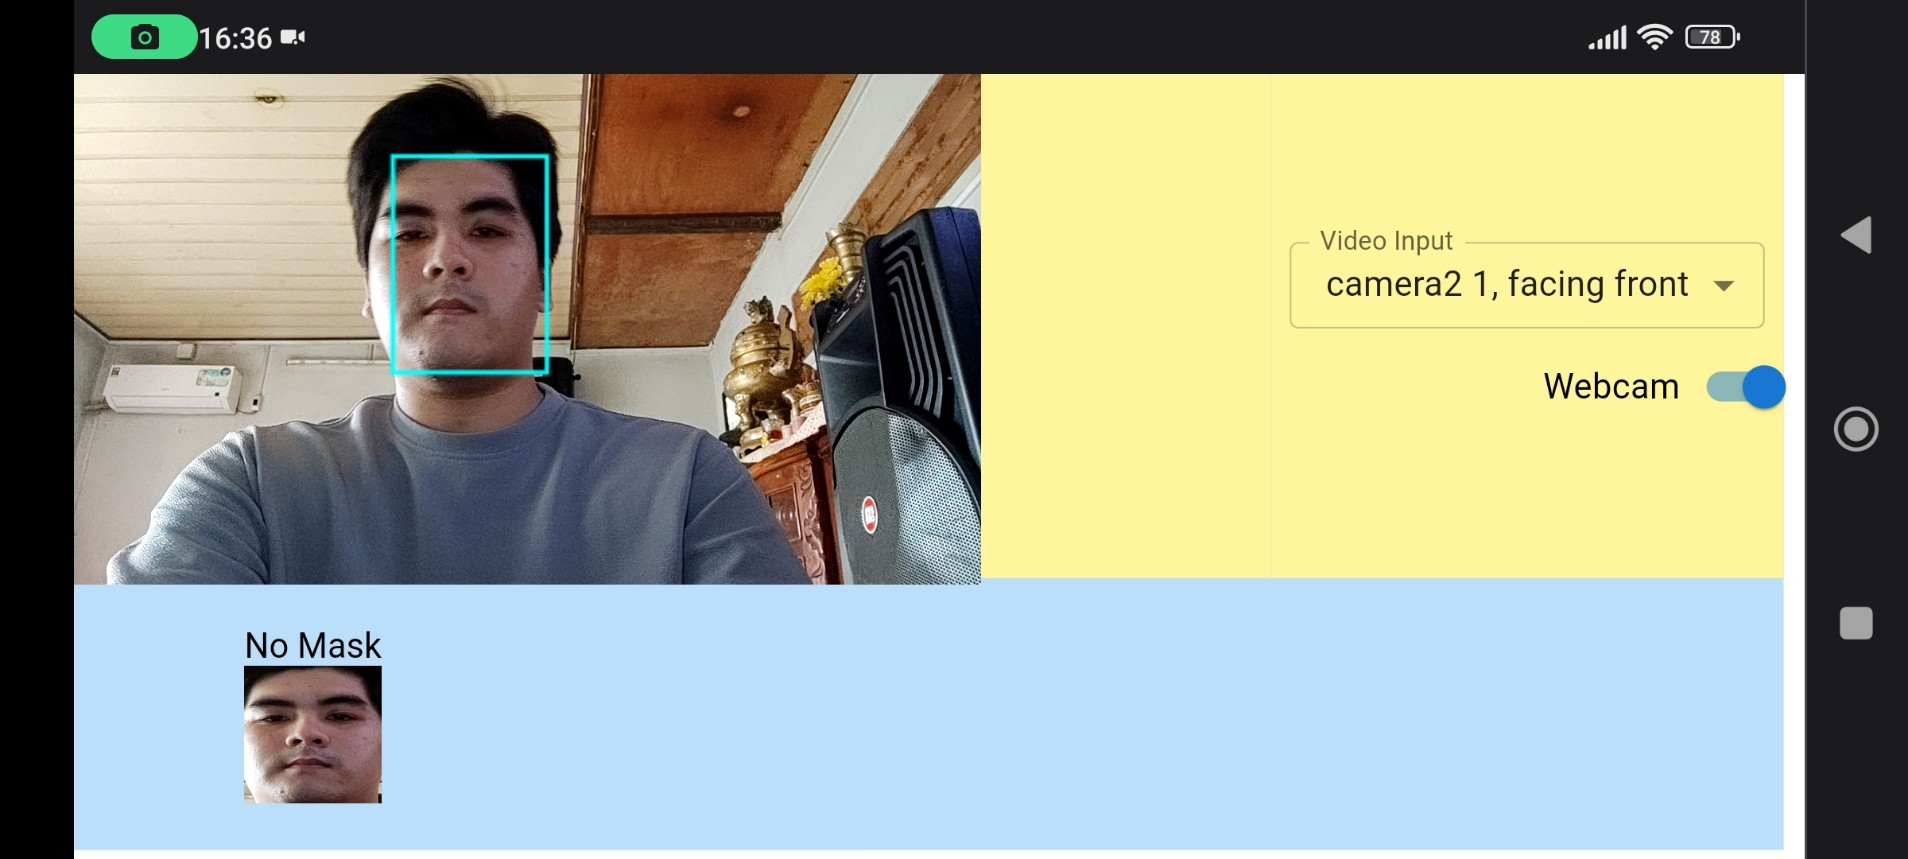 16:36
78
Video Input
camera2 1, facing front
Webcam
No Mask